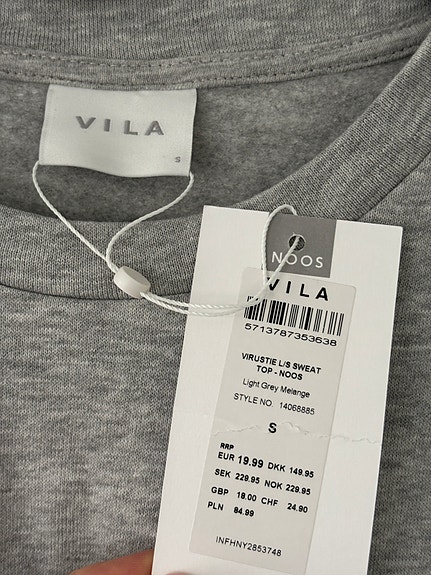 VILA
S
NOOS
VILA
5713787353638
VIRUSTIE L/S SWEAT
TOP - NOOS
Light Grey Melange
STYLE NO. 14068885
S
RRP
EUR 19.99 DKK 149.95
SEK 229.95 NOK 229.95
GBP 18.00 CHF 24.90
PLN 84.99
INFHNY2853748